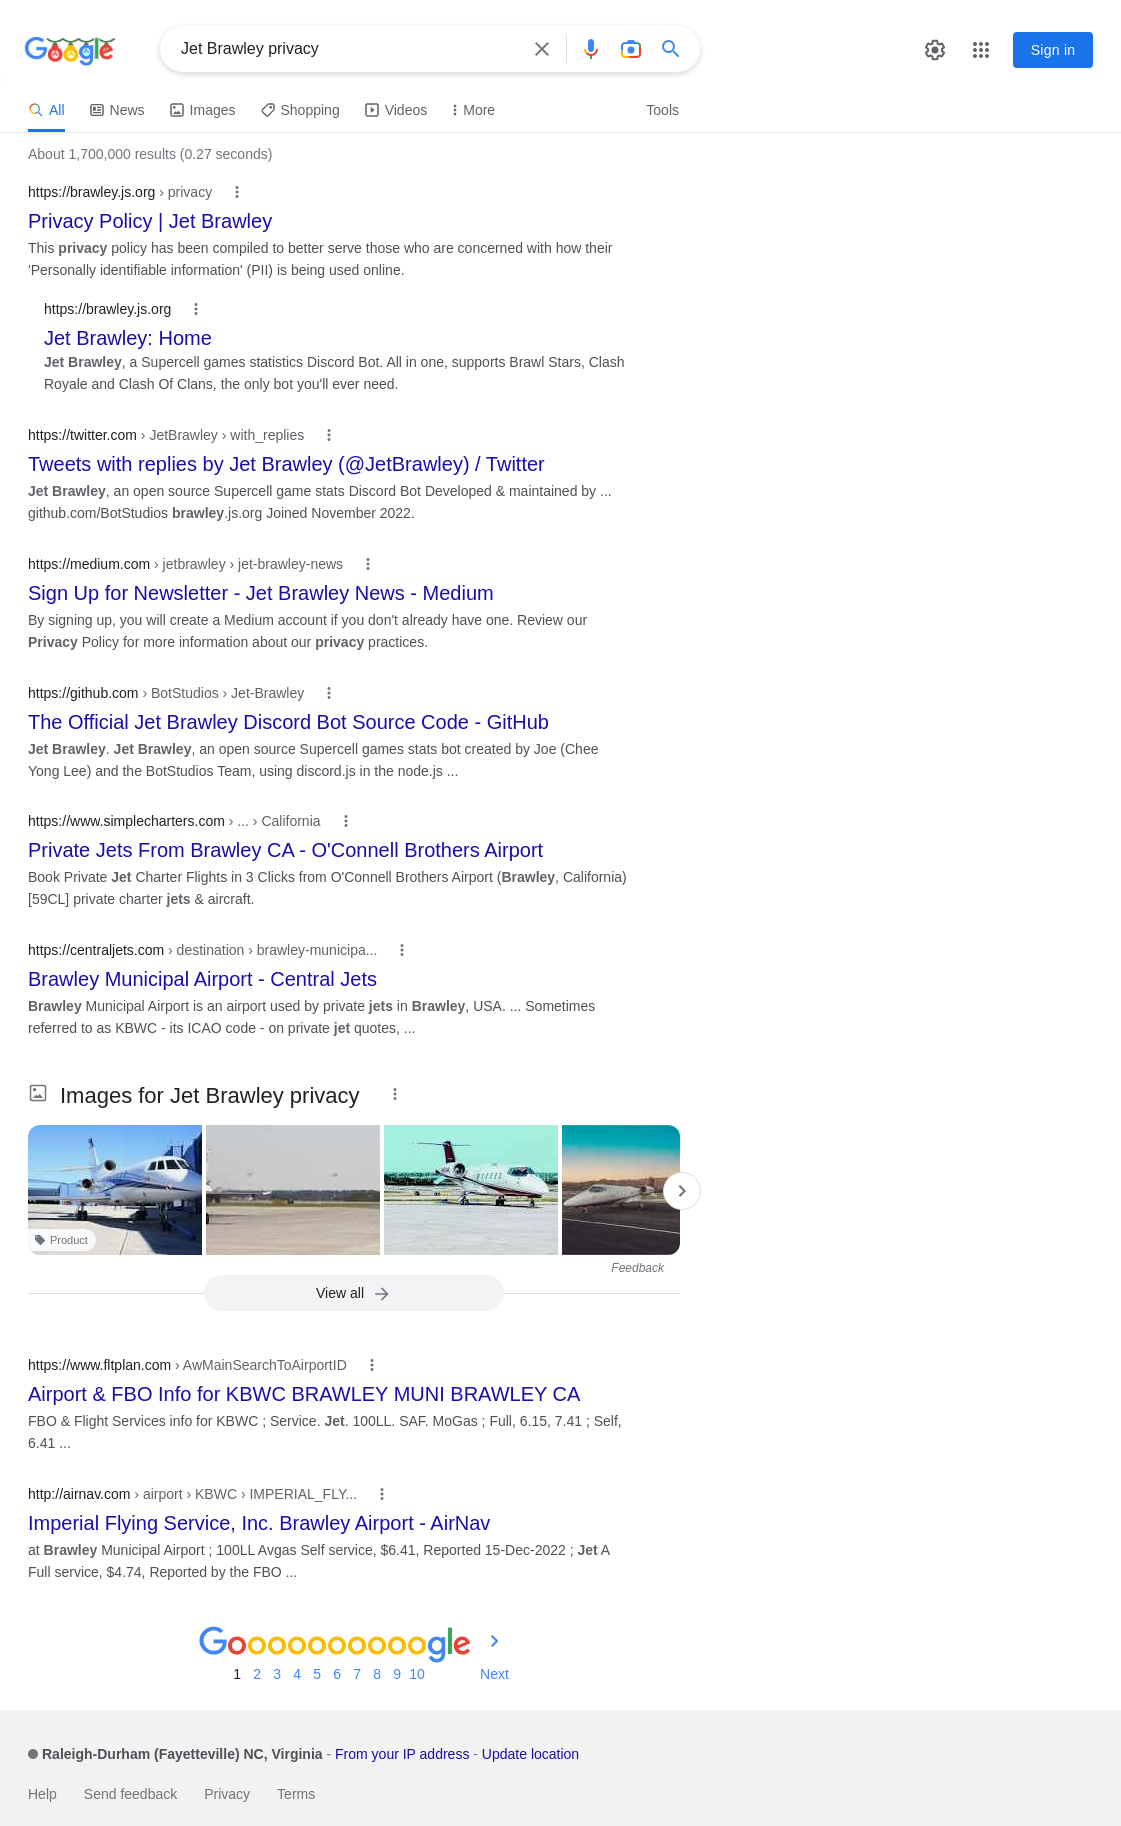 Google
Jet Brawley privacy
Sign in
All
News
Images
Shopping
Videos
More
Tools
About 1,700,000 results (0.27 seconds)
https://brawley.js.org › privacy
Privacy Policy | Jet Brawley
This privacy policy has been compiled to better serve those who are concerned with how their
'Personally identifiable information' (PII) is being used online.
https://brawley.js.org
Jet Brawley: Home
Jet Brawley, a Supercell games statistics Discord Bot. All in one, supports Brawl Stars, Clash
Royale and Clash Of Clans, the only bot you'll ever need.
https://twitter.com › JetBrawley › with_replies
Tweets with replies by Jet Brawley (@JetBrawley) / Twitter
Jet Brawley, an open source Supercell game stats Discord Bot Developed & maintained by ...
github.com/BotStudios brawley.js.org Joined November 2022.
https://medium.com › jetbrawley › jet-brawley-news
Sign Up for Newsletter - Jet Brawley News - Medium
By signing up, you will create a Medium account if you don't already have one. Review our
Privacy Policy for more information about our privacy practices.
https://github.com › BotStudios › Jet-Brawley
The Official Jet Brawley Discord Bot Source Code - GitHub
Jet Brawley. Jet Brawley, an open source Supercell games stats bot created by Joe (Chee
Yong Lee) and the BotStudios Team, using discord.js in the node.js ...
https://www.simplecharters.com › ... › California
Private Jets From Brawley CA - O'Connell Brothers Airport
Book Private Jet Charter Flights in 3 Clicks from O'Connell Brothers Airport (Brawley, California)
[59CL] private charter jets & aircraft.
https://centraljets.com › destination › brawley-municipa...
Brawley Municipal Airport - Central Jets
Brawley Municipal Airport is an airport used by private jets in Brawley, USA. ... Sometimes
referred to as KBWC - its ICAO code - on private jet quotes, ...
Images for Jet Brawley privacy
Product
Feedback
View all
https://www.fltplan.com › AwMainSearchToAirportID
Airport & FBO Info for KBWC BRAWLEY MUNI BRAWLEY CA
FBO & Flight Services info for KBWC ; Service. Jet. 100LL. SAF. MoGas ; Full, 6.15, 7.41 ; Self,
6.41 ...
http://airnav.com › airport › KBWC › IMPERIAL_FLY...
Imperial Flying Service, Inc. Brawley Airport - AirNav
at Brawley Municipal Airport ; 100LL Avgas Self service, $6.41, Reported 15-Dec-2022 ; Jet A
Full service, $4.74, Reported by the FBO ...
Goooooooooogle
1 2 3 4 5 6 7 8 9 10 Next
Raleigh-Durham (Fayetteville) NC, Virginia - From your IP address - Update location
Help Send feedback Privacy Terms